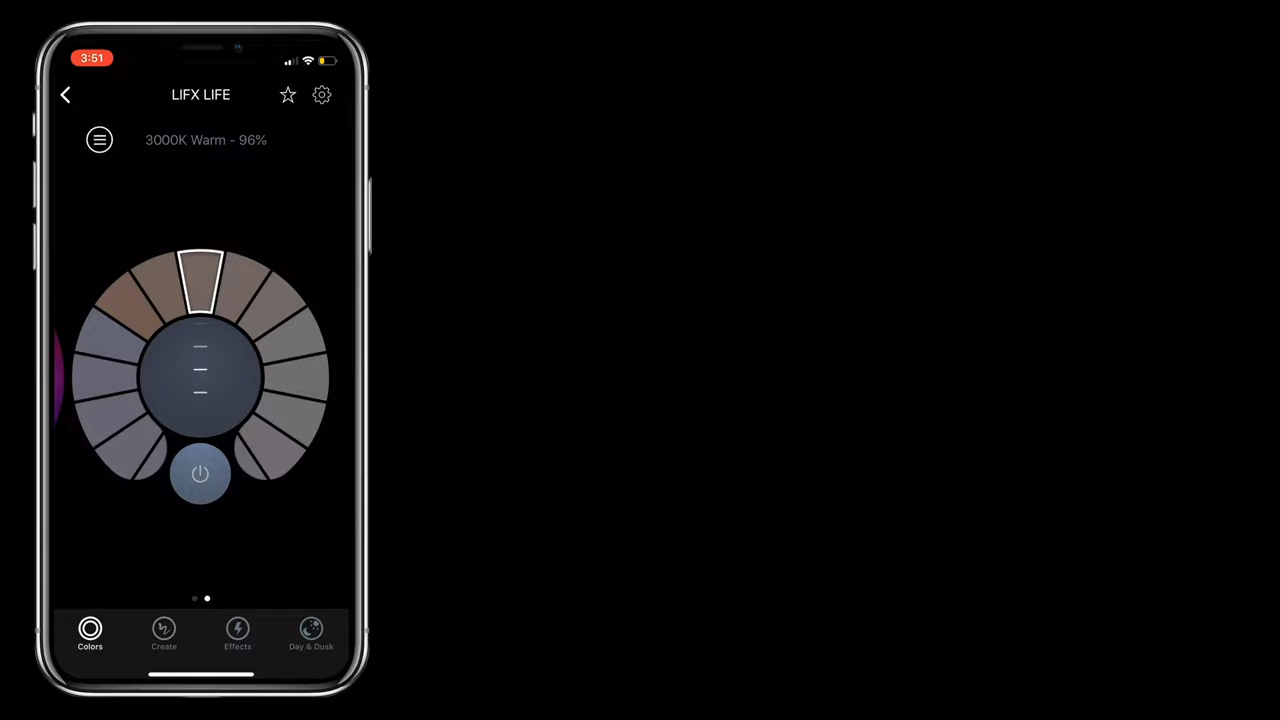 3:51
LIFX LIFE
3000K Warm - 96%
Colors
Create
Effects
Day & Dusk